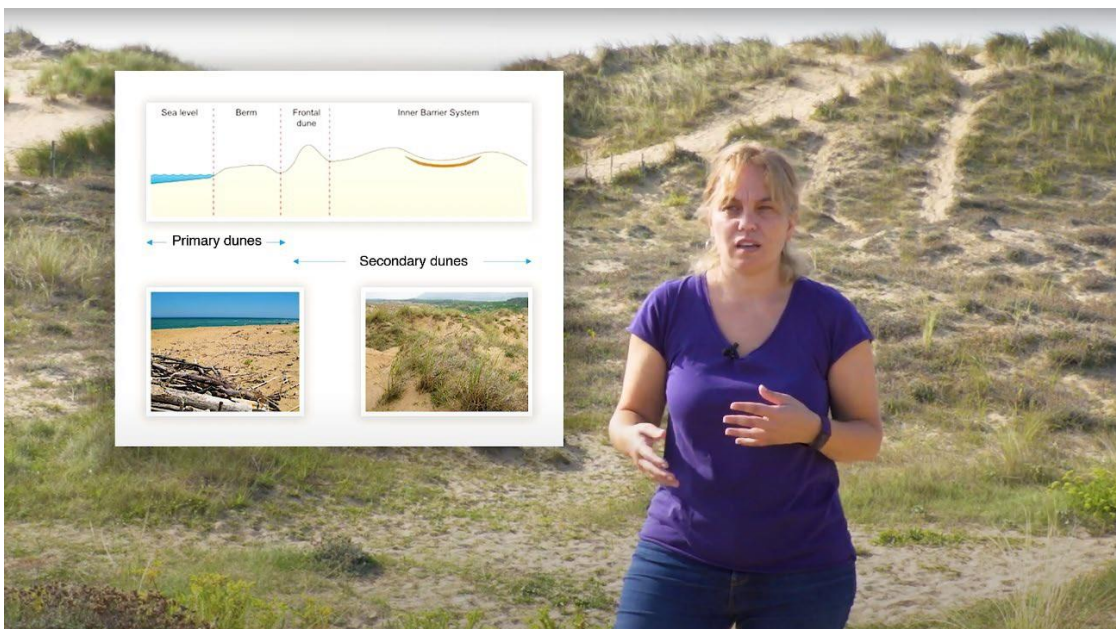 Sea level
Berm
Frontal
dune
Inner Barrier System
Primary dunes
Secondary dunes